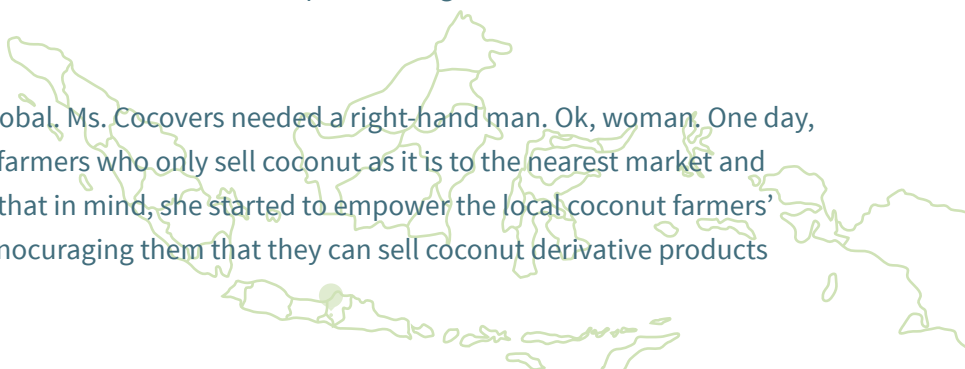 obal. Ms. Cocovers needed a right-hand man. Ok, woman. One day,
farmers who only sell coconut as it is to the nearest market and
that in mind, she started to empower the local coconut farmers’
nocuraging them that they can sell coconut derivative products